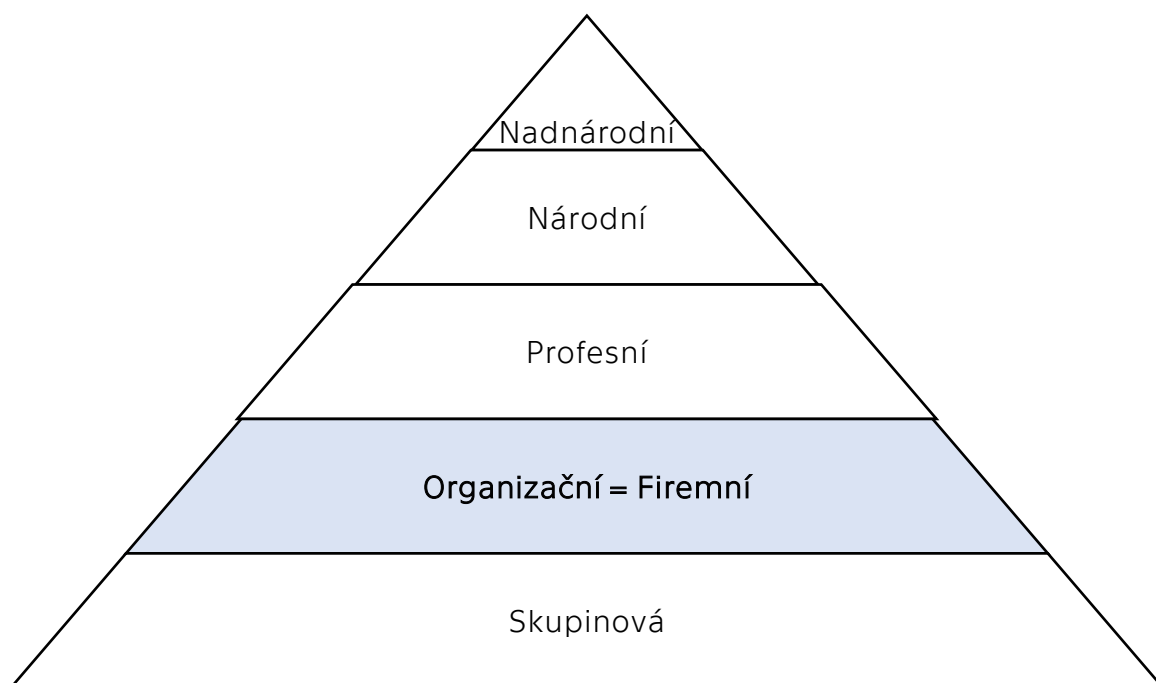 Nadnárodní
Národní
Profesní
Organizační = Firemní
Skupinová